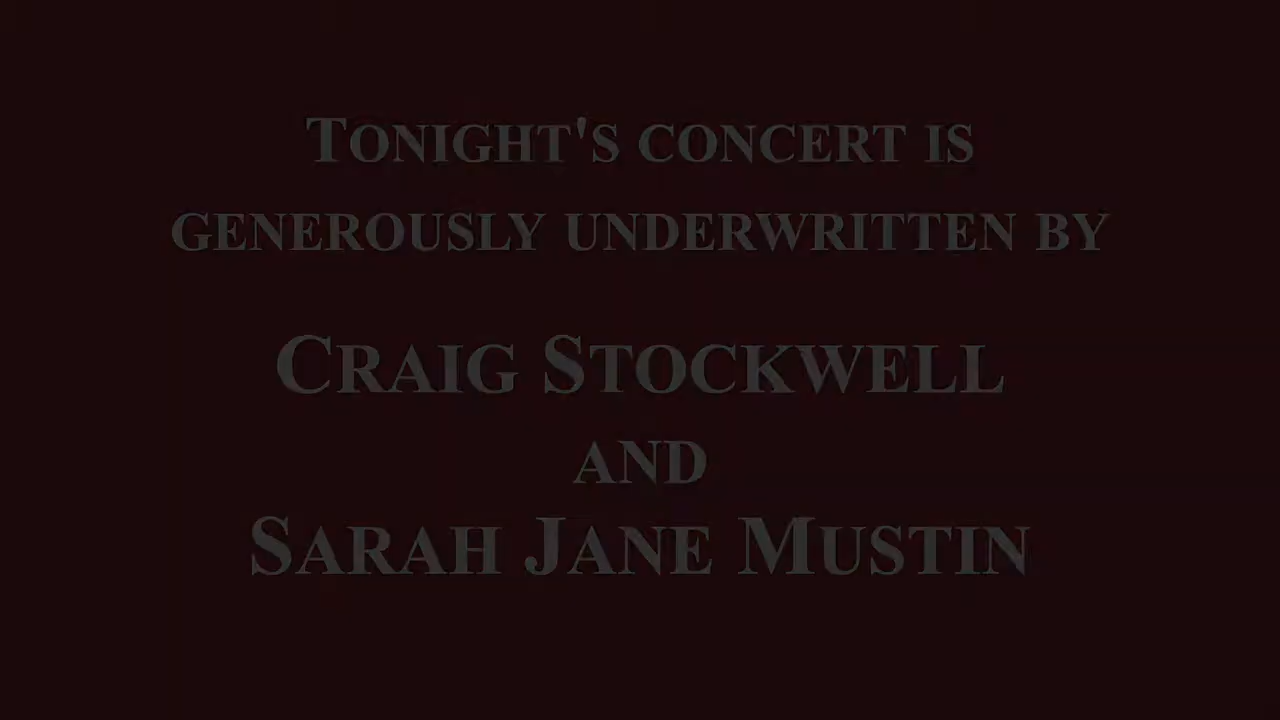 Tonight's concert is
generously underwritten by
Craig Stockwell
and
Sarah Jane Mustin